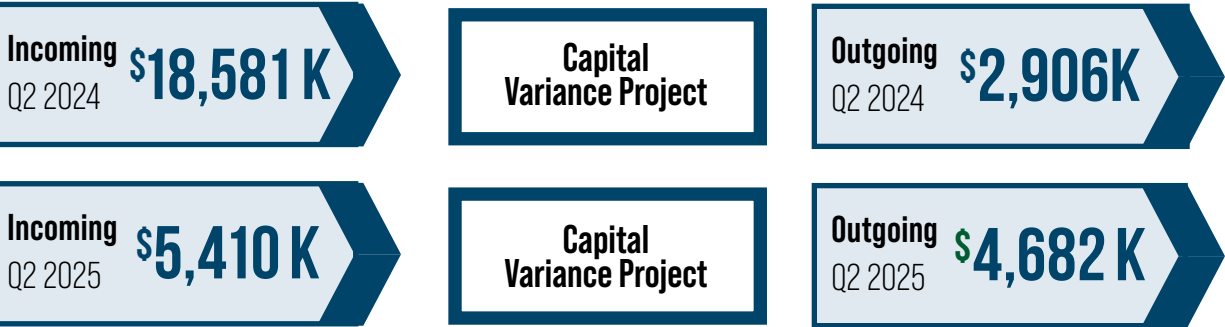 Incoming
Q2 2024
$18,581 K
Capital
Variance Project
Outgoing
Q2 2024
$2,906K
Incoming
Q2 2025
$5,410 K
Capital
Variance Project
Outgoing
Q2 2025
$4,682 K